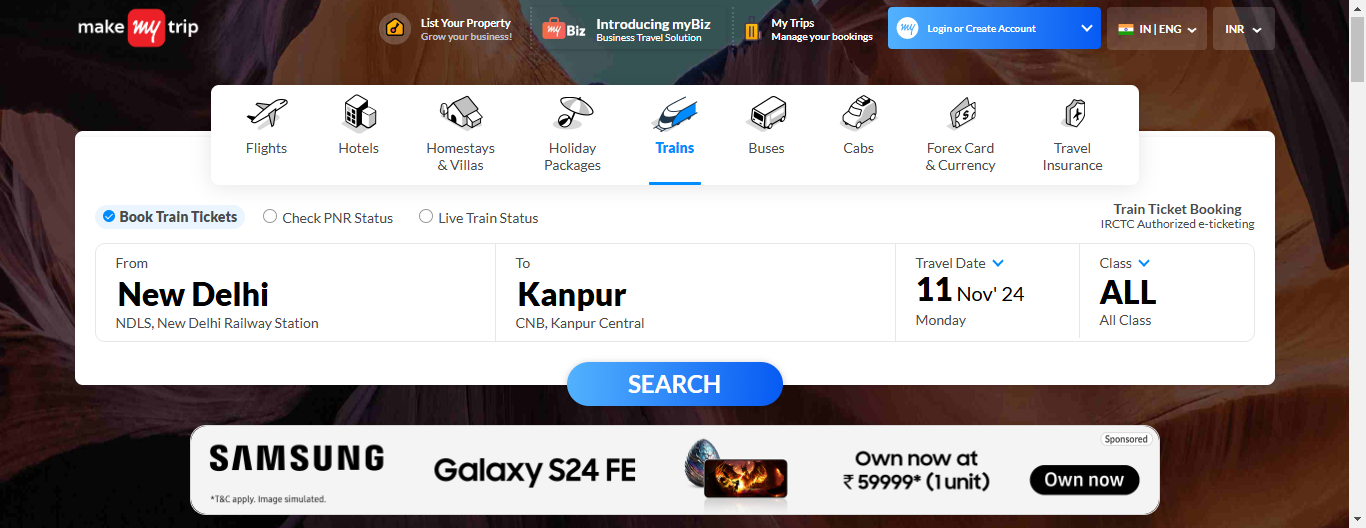 make my trip
List Your Property
Grow your business!
my Biz
Introducing myBiz
Business Travel Solution
My Trips
Manage your bookings
my
Login or Create Account
IN | ENG
INR
Flights
Hotels
Homestays
& Villas
Holiday
Packages
Trains
Buses
Cabs
Forex Card
& Currency
Travel
Insurance
Book Train Tickets
Check PNR Status
Live Train Status
Train Ticket Booking
IRCTC Authorized e-ticketing
From
New Delhi
NDLS, New Delhi Railway Station
To
Kanpur
CNB, Kanpur Central
Travel Date
11 Nov' 24
Monday
Class
ALL
All Class
SEARCH
Sponsored
SAMSUNG
*T&C apply. Image simulated.
Galaxy S24 FE
Own now at
₹ 59999* (1 unit)
Own now